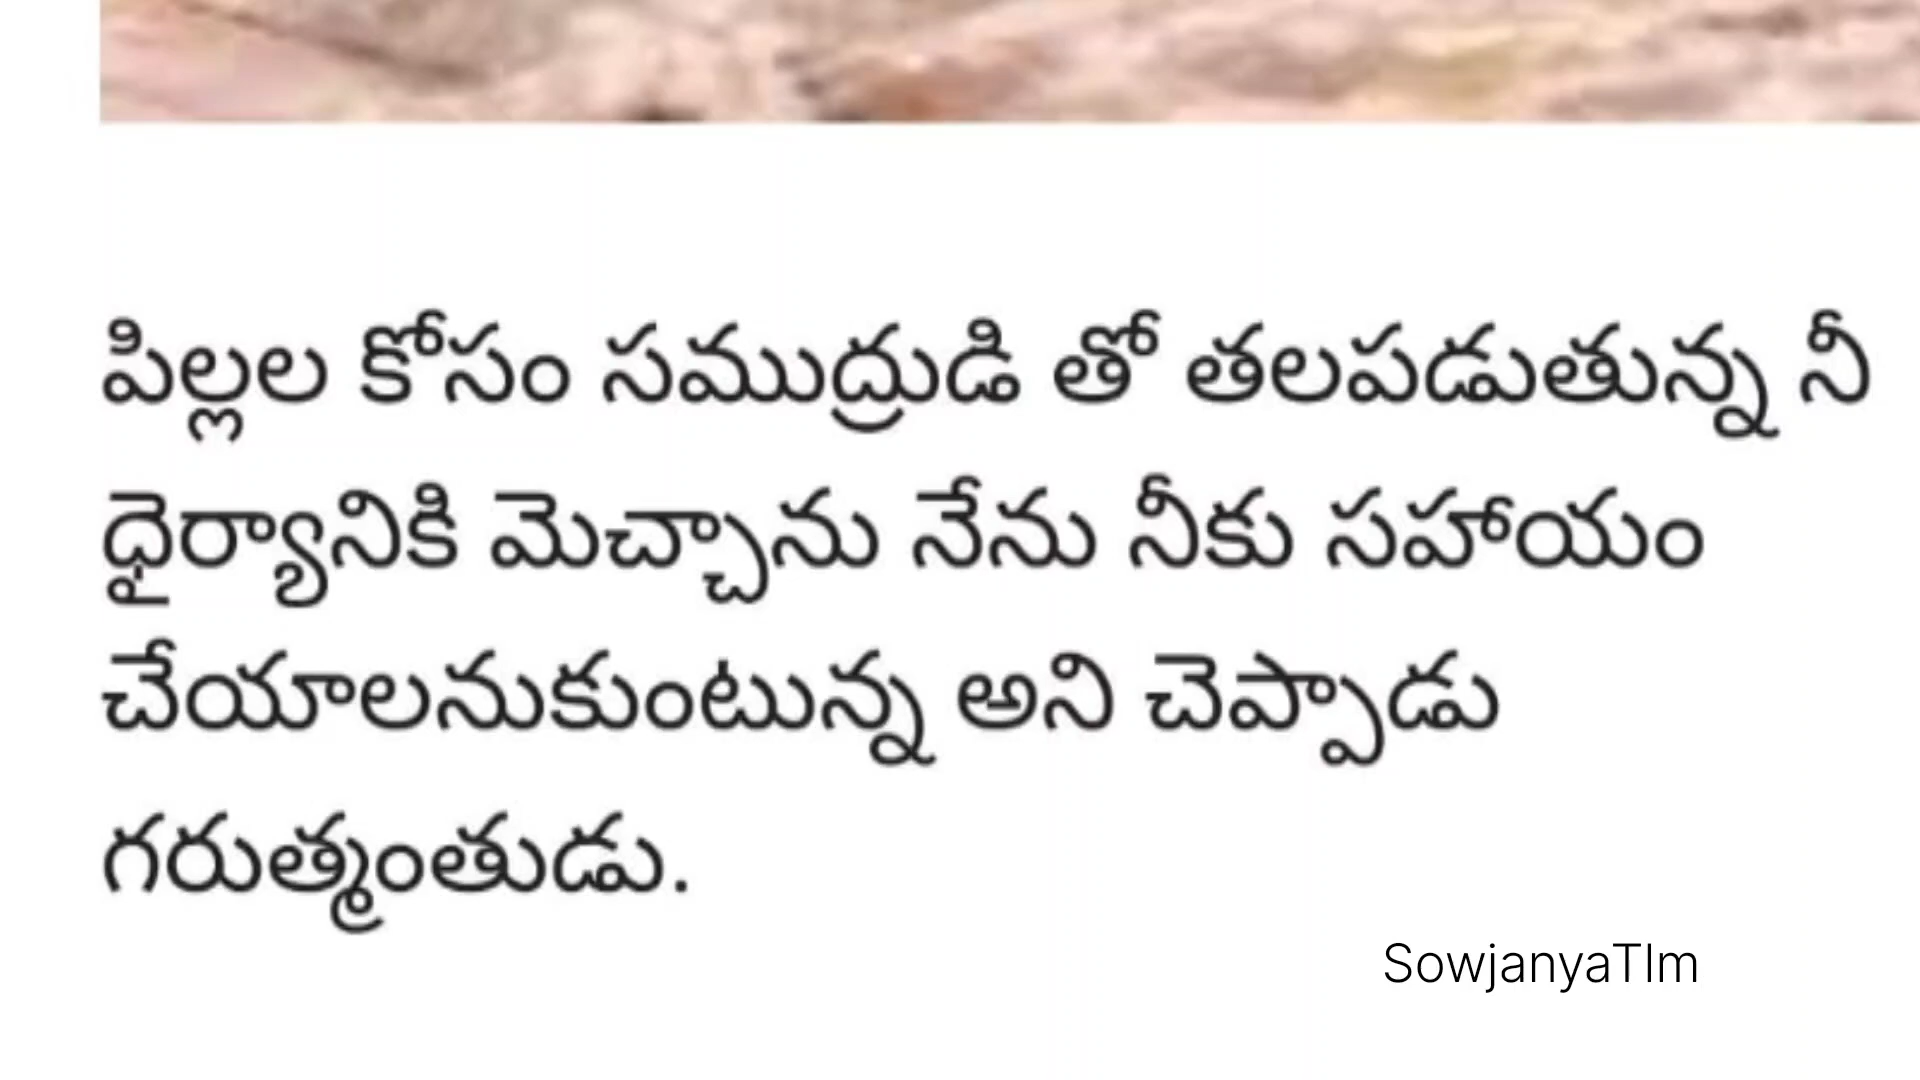 పిల్లల కోసం సముద్రుడి తో తలపడుతున్న నీ
ధైర్యానికి మెచ్చాను నేను నీకు సహాయం
చేయాలనుకుంటున్న అని చెప్పాడు
గరుత్మంతుడు.
SowjanyaTlm